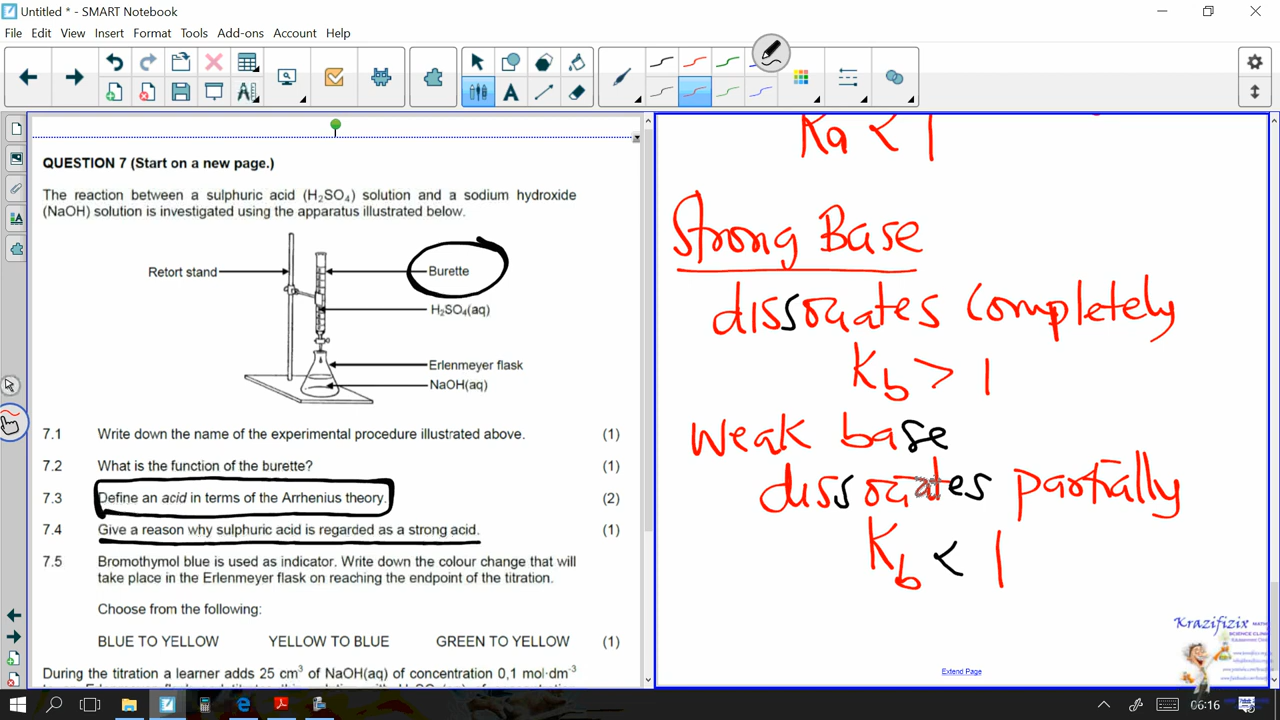 Untitled * - SMART Notebook
File Edit View Insert Format Tools Add-ons Account Help
QUESTION 7 (Start on a new page.)
The reaction between a sulphuric acid (H₂SO₄) solution and a sodium hydroxide
(NaOH) solution is investigated using the apparatus illustrated below.
Retort stand
Burette
H₂SO₄(aq)
Erlenmeyer flask
NaOH(aq)
7.1 Write down the name of the experimental procedure illustrated above. (1)
7.2 What is the function of the burette? (1)
7.3 Define an acid in terms of the Arrhenius theory. (2)
7.4 Give a reason why sulphuric acid is regarded as a strong acid. (1)
7.5 Bromothymol blue is used as indicator. Write down the colour change that will
take place in the Erlenmeyer flask on reaching the endpoint of the titration.
Choose from the following:
BLUE TO YELLOW YELLOW TO BLUE GREEN TO YELLOW (1)
During the titration a learner adds 25 cm³ of NaOH(aq) of concentration 0,1 mol·dm⁻³
Ka < 1
Strong Base
dissociates completely
Kb > 1
Weak base
dissociates partially
Kb < 1
Krazifizix MATH
SCIENCE CLINIC
Extend Page
06:16